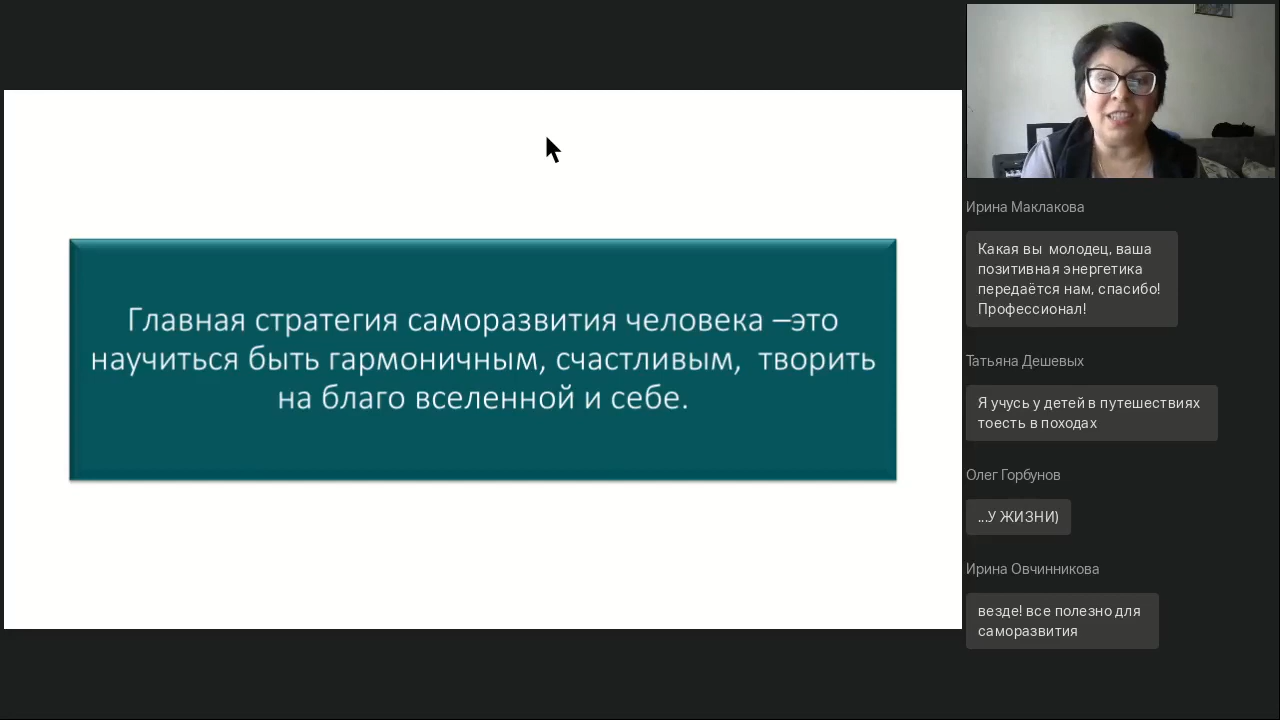 Главная стратегия саморазвития человека –это
научиться быть гармоничным, счастливым,  творить
на благо вселенной и себе.
Ирина Маклакова
Какая вы  молодец, ваша
позитивная энергетика
передаётся нам, спасибо!
Профессионал!
Татьяна Дешевых
Я учусь у детей в путешествиях
тоесть в походах
Олег Горбунов
...У ЖИЗНИ)
Ирина Овчинникова
везде! все полезно для
саморазвития